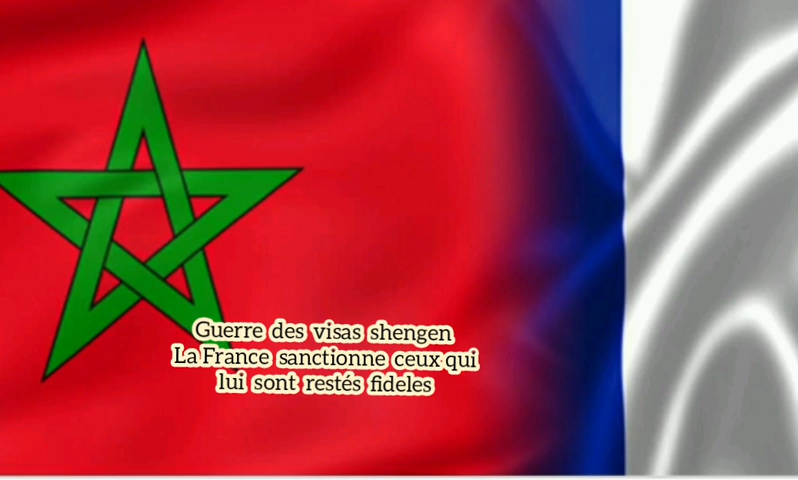 Guerre des visas shengen
La France sanctionne ceux qui
lui sont restés fideles